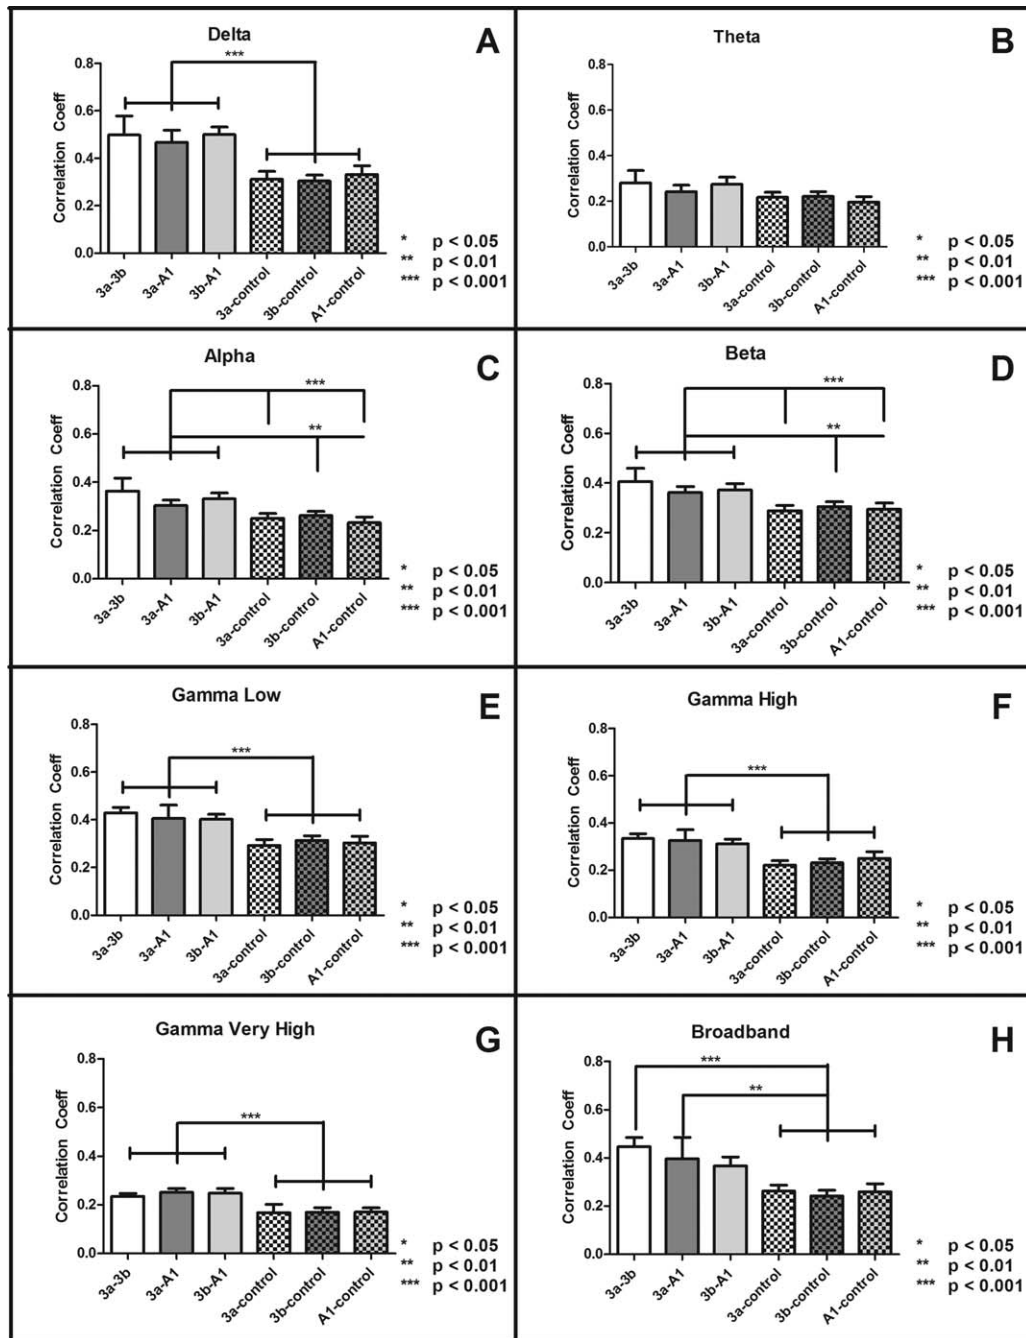 Delta
A
***
Correlation Coeff
0.8
0.6
0.4
0.2
0.0
3a-3b
3a-A1
3b-A1
3a-control
3b-control
A1-control
* p < 0.05
** p < 0.01
*** p < 0.001
Theta
B
Correlation Coeff
0.8
0.6
0.4
0.2
0.0
3a-3b
3a-A1
3b-A1
3a-control
3b-control
A1-control
* p < 0.05
** p < 0.01
*** p < 0.001
Alpha
C
***
**
Correlation Coeff
0.8
0.6
0.4
0.2
0.0
3a-3b
3a-A1
3b-A1
3a-control
3b-control
A1-control
* p < 0.05
** p < 0.01
*** p < 0.001
Beta
D
***
**
Correlation Coeff
0.8
0.6
0.4
0.2
0.0
3a-3b
3a-A1
3b-A1
3a-control
3b-control
A1-control
* p < 0.05
** p < 0.01
*** p < 0.001
Gamma Low
E
***
Correlation Coeff
0.8
0.6
0.4
0.2
0.0
3a-3b
3a-A1
3b-A1
3a-control
3b-control
A1-control
* p < 0.05
** p < 0.01
*** p < 0.001
Gamma High
F
***
Correlation Coeff
0.8
0.6
0.4
0.2
0.0
3a-3b
3a-A1
3b-A1
3a-control
3b-control
A1-control
* p < 0.05
** p < 0.01
*** p < 0.001
Gamma Very High
G
***
Correlation Coeff
0.8
0.6
0.4
0.2
0.0
3a-3b
3a-A1
3b-A1
3a-control
3b-control
A1-control
* p < 0.05
** p < 0.01
*** p < 0.001
Broadband
H
***
**
Correlation Coeff
0.8
0.6
0.4
0.2
0.0
3a-3b
3a-A1
3b-A1
3a-control
3b-control
A1-control
* p < 0.05
** p < 0.01
*** p < 0.001